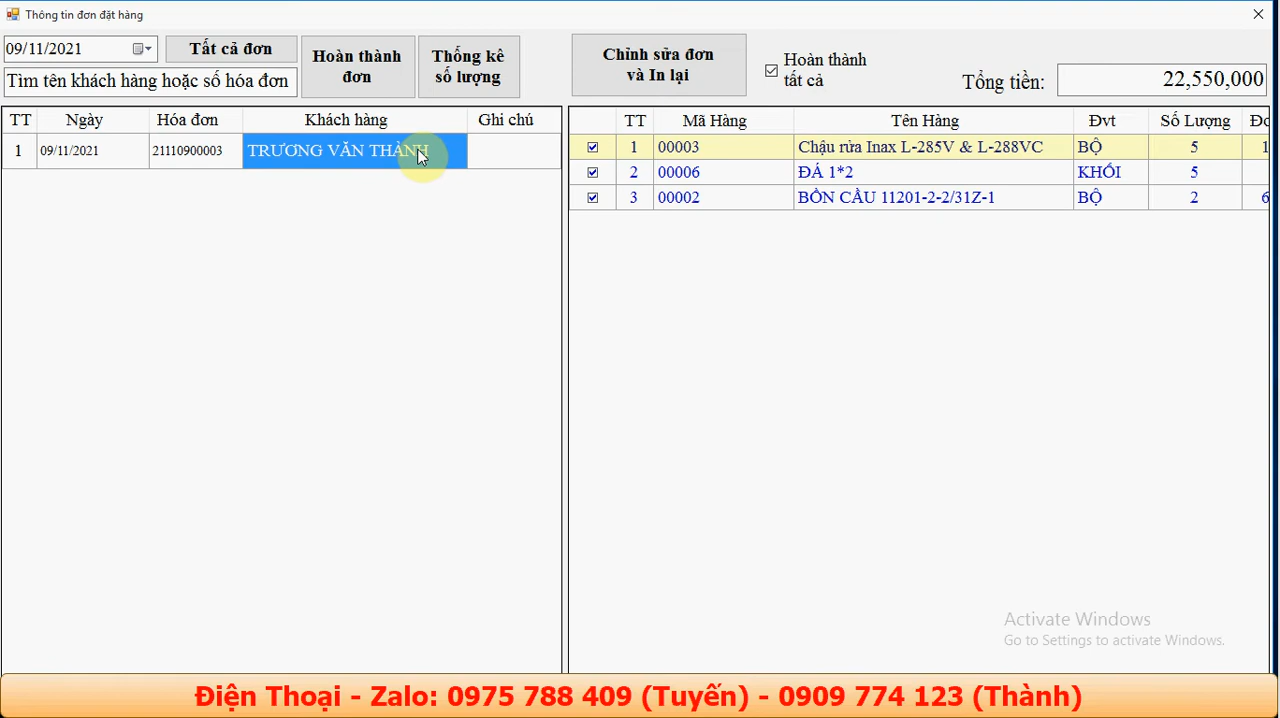 Thông tin đơn đặt hàng
09/11/2021
Tất cả đơn
Hoàn thành
đơn
Thống kê
số lượng
Tìm tên khách hàng hoặc số hóa đơn
Chỉnh sửa đơn
và In lại
Hoàn thành
tất cả
Tổng tiền:
22,550,000
TT Ngày Hóa đơn Khách hàng Ghi chú
1 09/11/2021 21110900003 TRƯƠNG VĂN THÀNH
TT Mã Hàng Tên Hàng Đvt Số Lượng
1 00003 Chậu rửa Inax L-285V & L-288VC BỘ 5 1
2 00006 ĐÁ 1*2 KHỐI 5
3 00002 BỒN CẦU 11201-2-2/31Z-1 BỘ 2 6
Activate Windows
Go to Settings to activate Windows.
Điện Thoại - Zalo: 0975 788 409 (Tuyến) - 0909 774 123 (Thành)